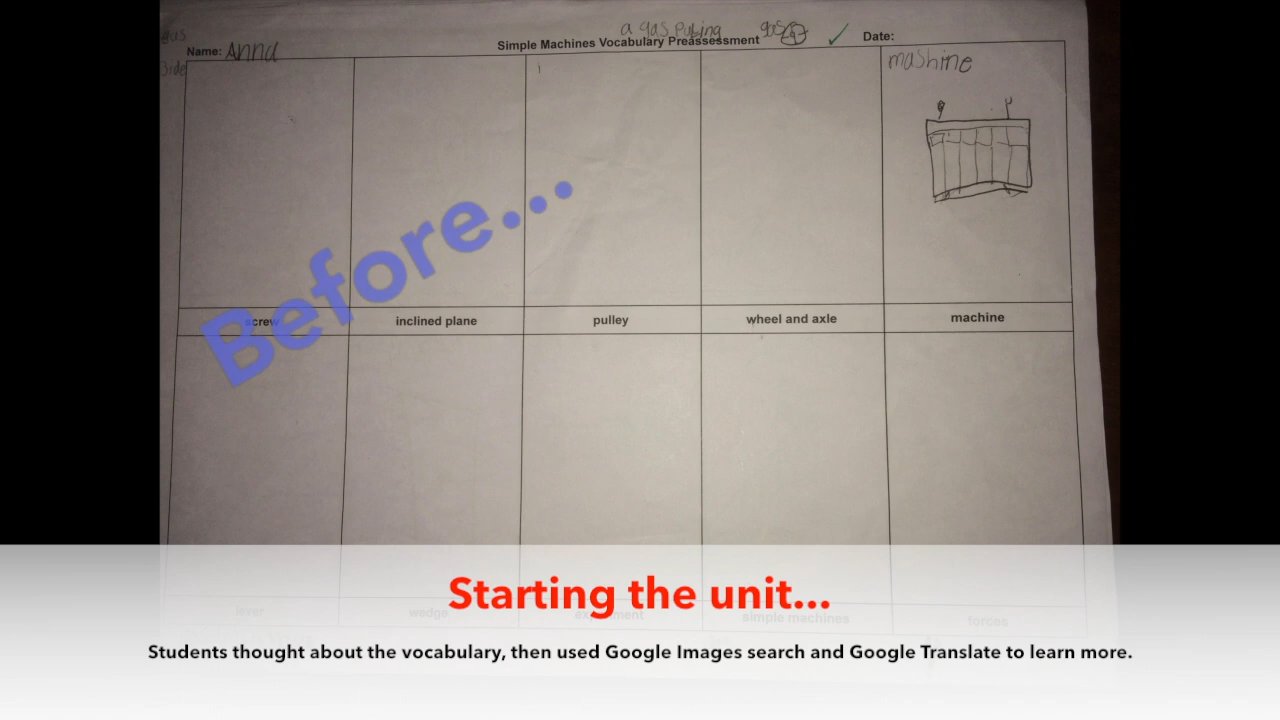 a gas
Simple Machines Vocabulary Preassessment
Date:
Name: Anna
mashine
Before...
screw
inclined plane
pulley
wheel and axle
machine
Starting the unit...
lever
wedge
simple machines
forces
Students thought about the vocabulary, then used Google Images search and Google Translate to learn more.